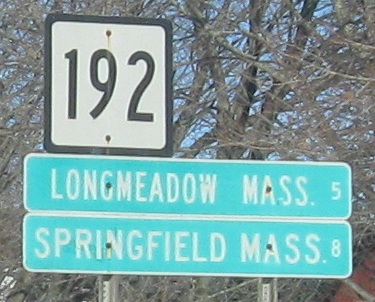 192
LONGMEADOW MASS. 5
SPRINGFIELD MASS. 8